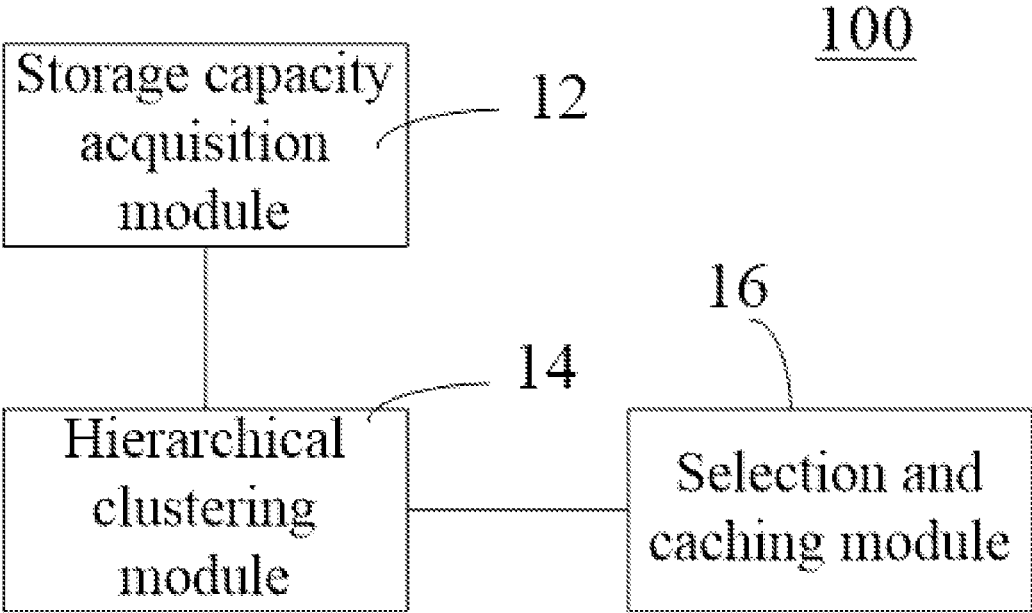 100
Storage capacity
acquisition
module
12
16
14
Hierarchical
clustering
module
Selection and
caching module